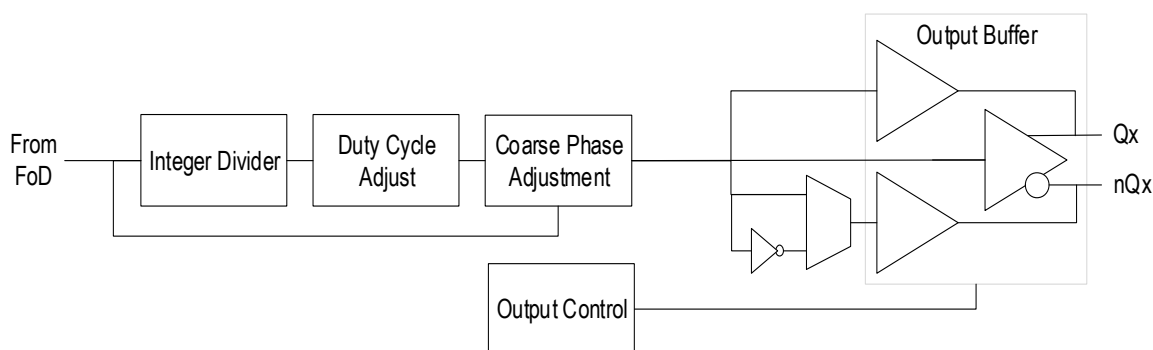 Output Buffer
From
FoD
Integer Divider
Duty Cycle
Adjust
Coarse Phase
Adjustment
Qx
nQx
Output Control